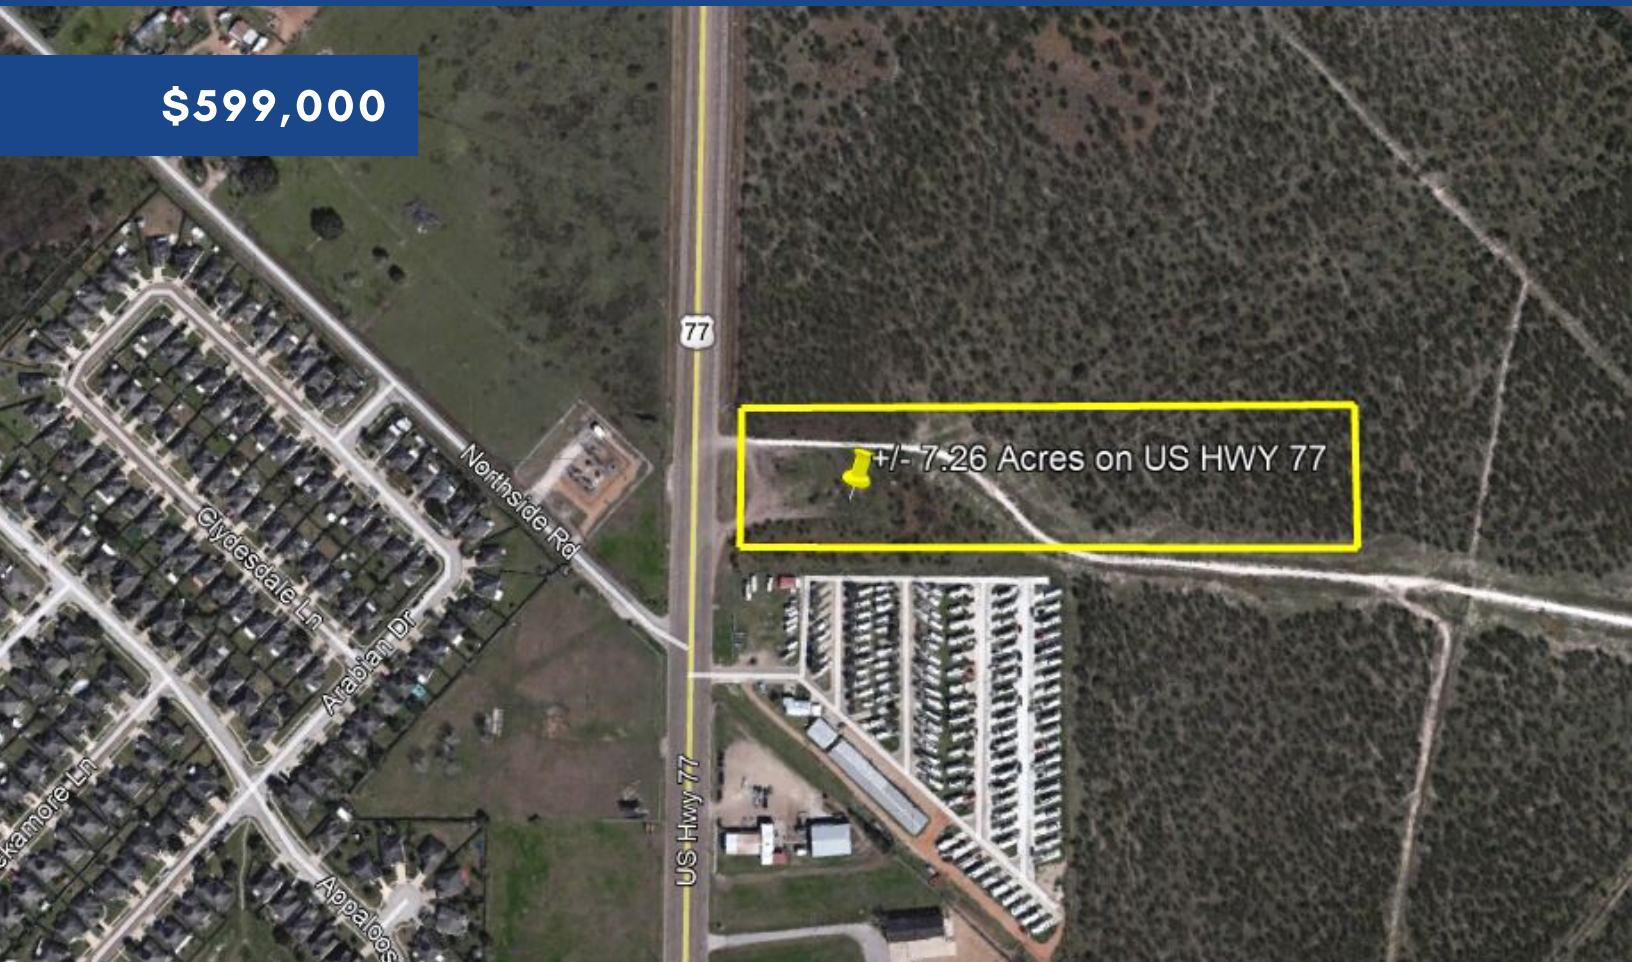 $599,000
77
+/- 7.26 Acres on US HWY 77
Northside Rd
Clydesdale Ln
Arabian Dr
US Hwy 77